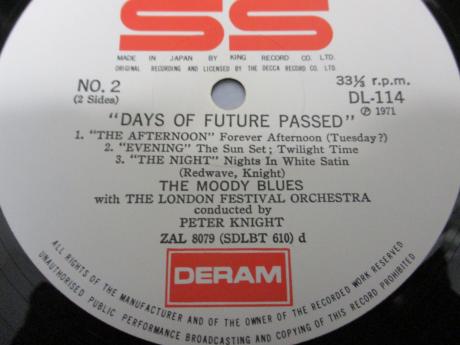 SS
MADE IN JAPAN BY KING RECORD CO. LTD.
ORIGINAL RECORDING AND LICENSED BY THE DECCA RECORD CO. LTD.
NO. 2
(2 Sides)
33⅓ r.p.m.
DL-114
Ⓟ 1971
"DAYS OF FUTURE PASSED"
1. "THE AFTERNOON" Forever Afternoon (Tuesday?)
2. "EVENING" The Sun Set; Twilight Time
3. "THE NIGHT" Nights In White Satin
(Redwave, Knight)
THE MOODY BLUES
with THE LONDON FESTIVAL ORCHESTRA
conducted by
PETER KNIGHT
ZAL 8079 (SDLBT 610) d
DERAM
ALL RIGHTS OF THE MANUFACTURER AND OF THE OWNER OF THE RECORDED WORK RESERVED
UNAUTHORISED PUBLIC PERFORMANCE BROADCASTING AND COPYING OF THIS RECORD PROHIBITED